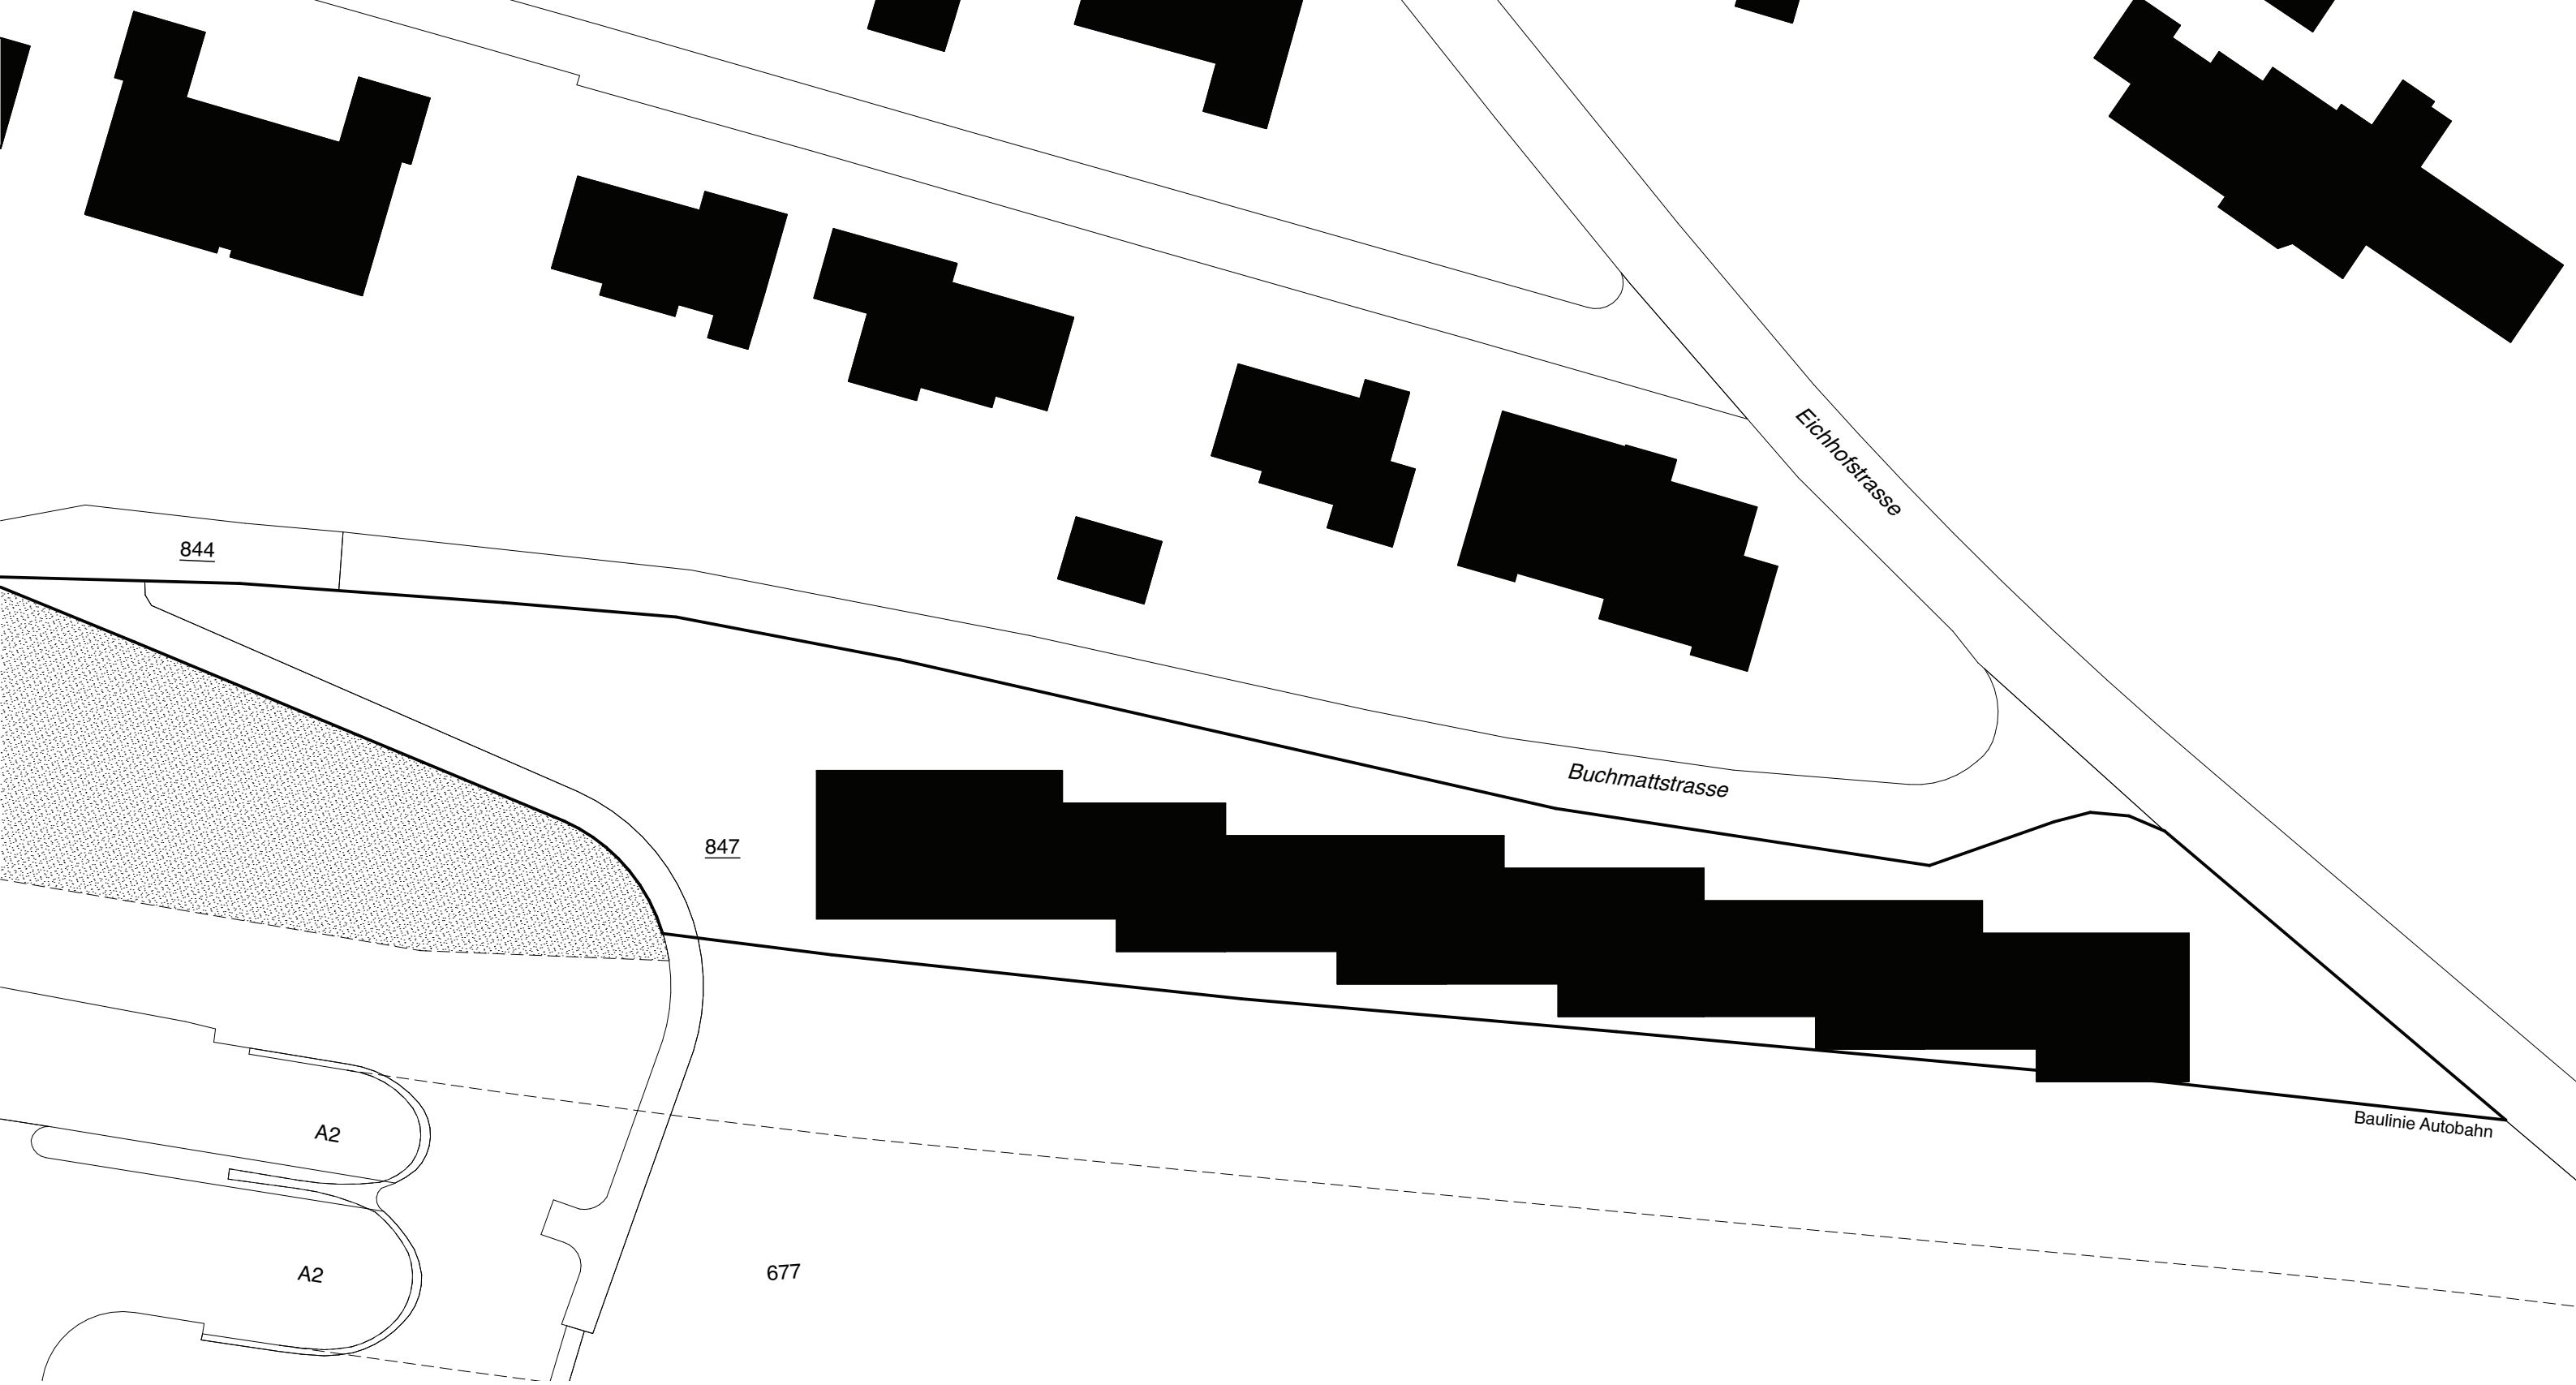 Eichhofstrasse
844
Buchmattstrasse
847
Baulinie Autobahn
A2
A2
677